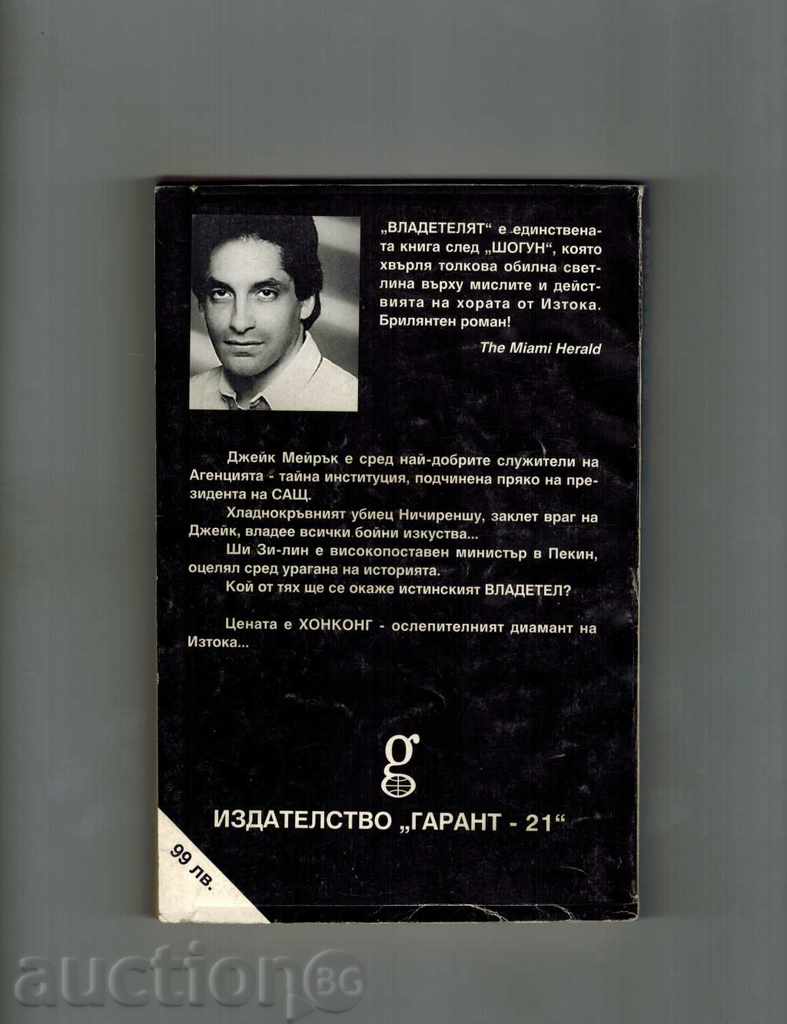 „ВЛАДЕТЕЛЯТ“ е единствена-
та книга след „ШОГУН“, която
хвърля толкова обилна свет-
лина върху мислите и дейст-
вията на хората от Изтока.
Брилянтен роман!
The Miami Herald
Джейк Мейрък е сред най-добрите служители на
Агенцията - тайна институция, подчинена пряко на пре-
зидента на САЩ.
Хладнокръвният убиец Ничиреншу, заклет враг на
Джейк, владее всички бойни изкуства...
Ши Зи-лин е високопоставен министър в Пекин,
оцелял сред урагана на историята.
Кой от тях ще се окаже истинският ВЛАДЕТЕЛ?
Цената е ХОНКОНГ - ослепителният диамант на
Изтока...
g
ИЗДАТЕЛСТВО „ГАРАНТ - 21“
99 лв.
auctionBG